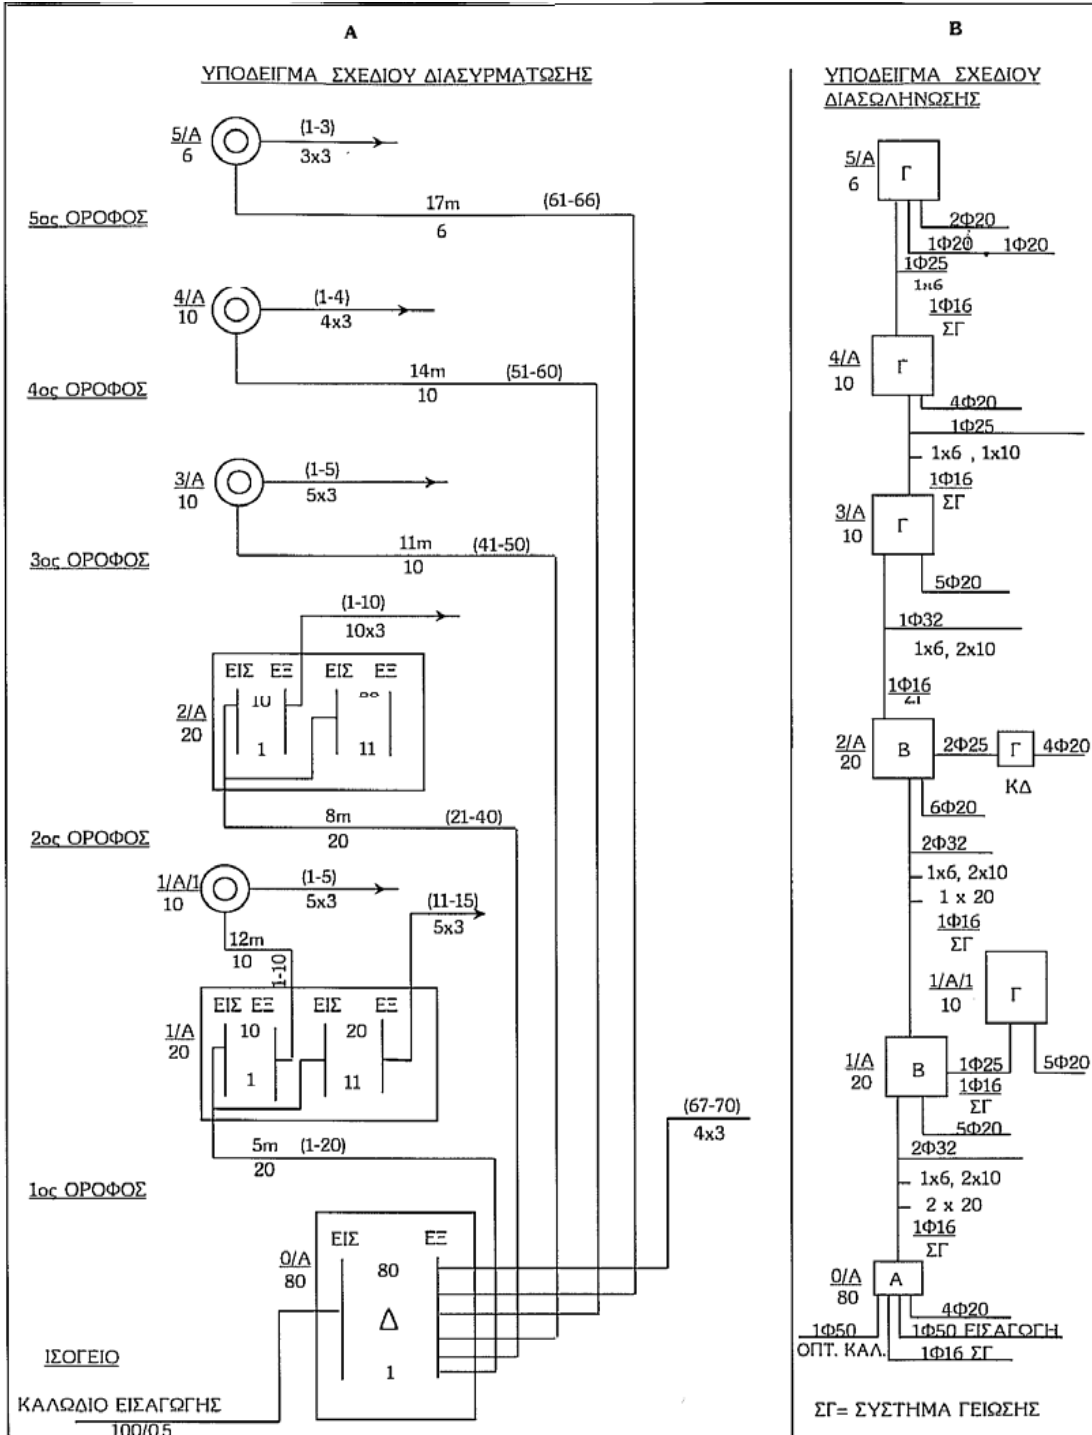 Α
ΥΠΟΔΕΙΓΜΑ ΣΧΕΔΙΟΥ ΔΙΑΣΥΡΜΑΤΩΣΗΣ
5/Α
6
(1-3)
3x3
17m
(61-66)
6
5ος ΟΡΟΦΟΣ
4/Α
10
(1-4)
4x3
14m
(51-60)
10
4ος ΟΡΟΦΟΣ
3/Α
10
(1-5)
5x3
11m
(41-50)
10
3ος ΟΡΟΦΟΣ
(1-10)
10x3
ΕΙΣ ΕΞ ΕΙΣ ΕΞ
10
2/Α
20
1
11
8m
(21-40)
20
2ος ΟΡΟΦΟΣ
1/Α/1
10
(1-5)
5x3
(11-15)
5x3
12m
10
1-10
ΕΙΣ ΕΞ ΕΙΣ ΕΞ
10
20
1/Α
20
1
11
5m (1-20)
20
(67-70)
4x3
1ος ΟΡΟΦΟΣ
ΕΙΣ ΕΞ
0/Α
80
80
Δ
1
ΙΣΟΓΕΙΟ
ΚΑΛΩΔΙΟ ΕΙΣΑΓΩΓΗΣ
100/0.5
Β
ΥΠΟΔΕΙΓΜΑ ΣΧΕΔΙΟΥ
ΔΙΑΣΩΛΗΝΩΣΗΣ
5/Α
6
Γ
2Φ20
1Φ20
1Φ20
1Φ25
1x6
1Φ16
ΣΓ
4/Α
10
Γ
4Φ20
1Φ25
1x6 , 1x10
1Φ16
ΣΓ
3/Α
10
Γ
5Φ20
1Φ32
1x6, 2x10
1Φ16
2/Α
20
Β
2Φ25
Γ
4Φ20
ΚΔ
6Φ20
2Φ32
1x6, 2x10
1 x 20
1Φ16
ΣΓ
1/Α/1
10
Γ
1/Α
20
Β
1Φ25
5Φ20
1Φ16
ΣΓ
5Φ20
2Φ32
1x6, 2x10
2 x 20
1Φ16
ΣΓ
0/Α
80
Α
4Φ20
1Φ50
1Φ50 ΕΙΣΑΓΩΓΗ
ΟΠΤ. ΚΑΛ.
1Φ16 ΣΓ
ΣΓ= ΣΥΣΤΗΜΑ ΓΕΙΩΣΗΣ